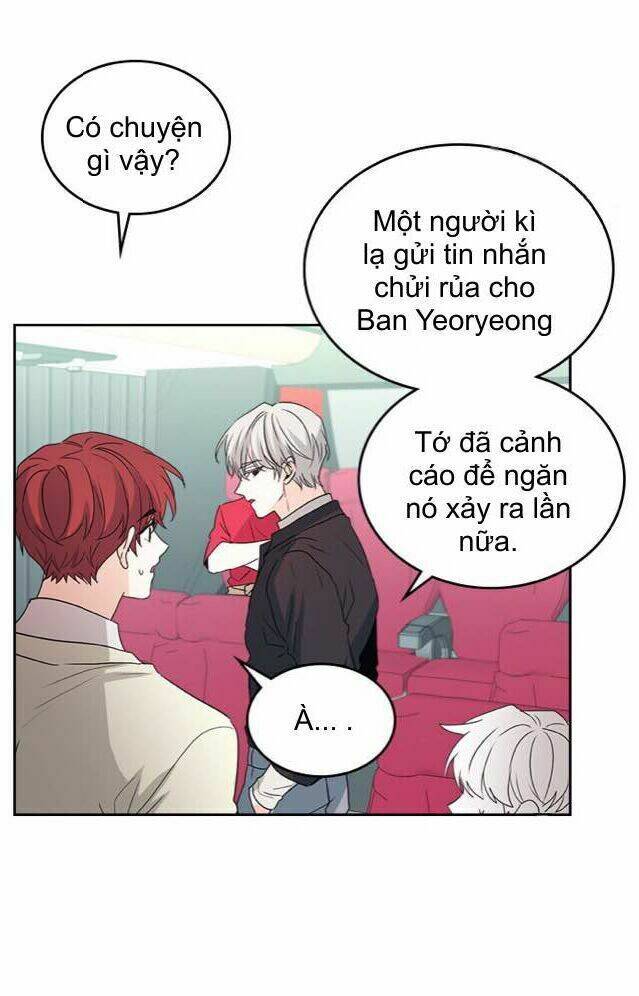 Có chuyện
gì vậy?
Một người kì
lạ gửi tin nhắn
chửi rủa cho
Ban Yeoryeong
Tớ đã cảnh
cáo để ngăn
nó xảy ra lần
nữa.
À... .